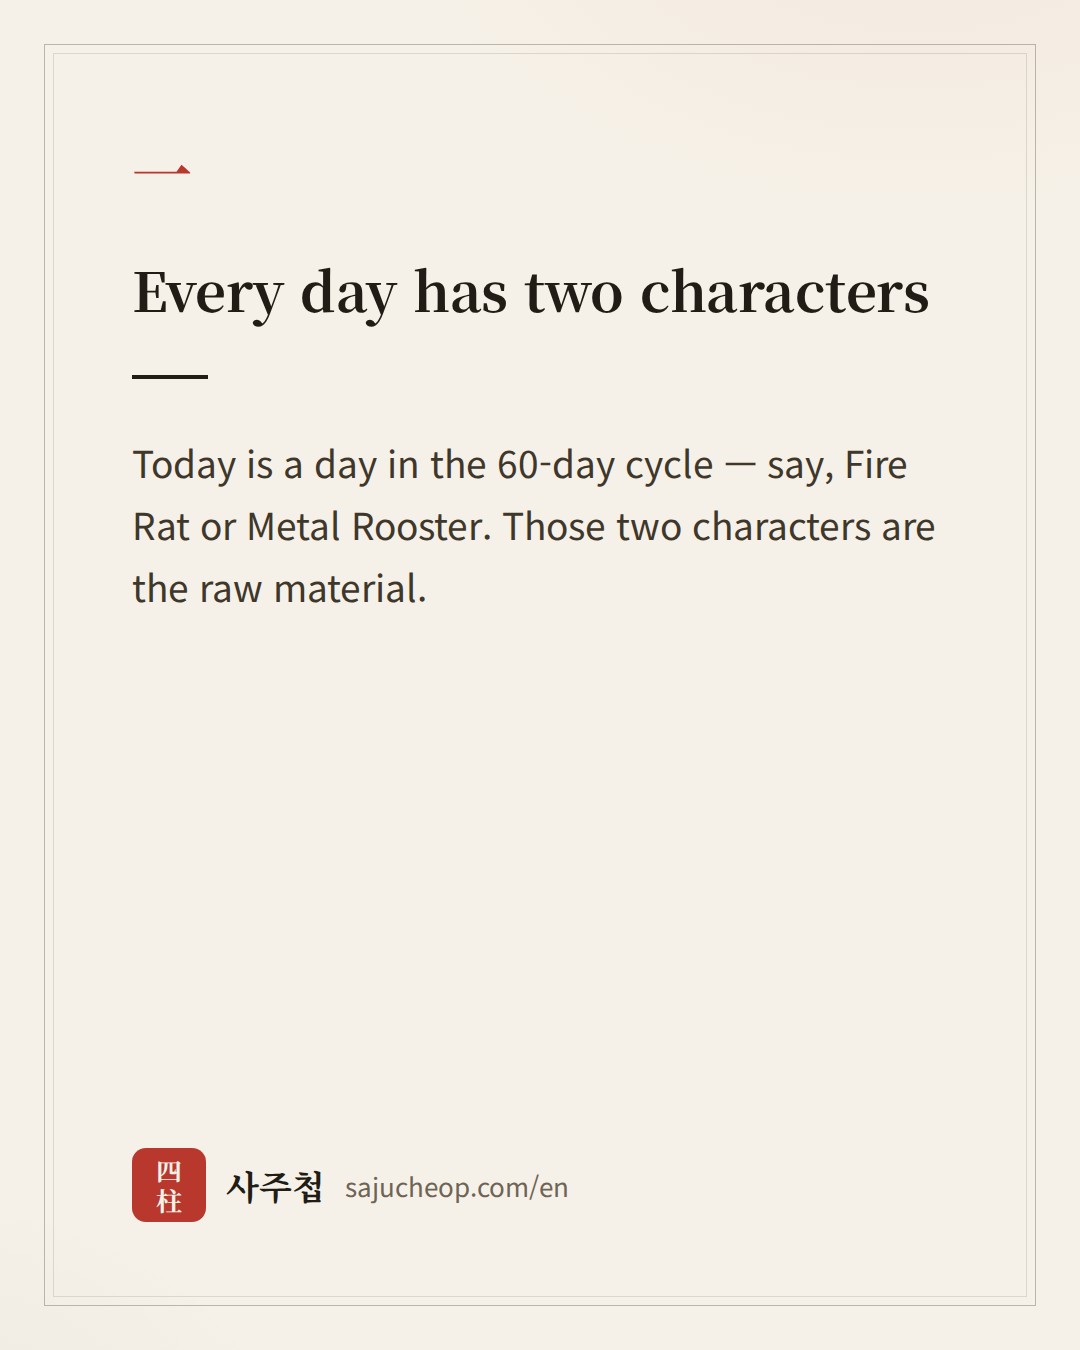 一
Every day has two characters
Today is a day in the 60-day cycle — say, Fire
Rat or Metal Rooster. Those two characters are
the raw material.
四
柱
사주첩 sajucheop.com/en